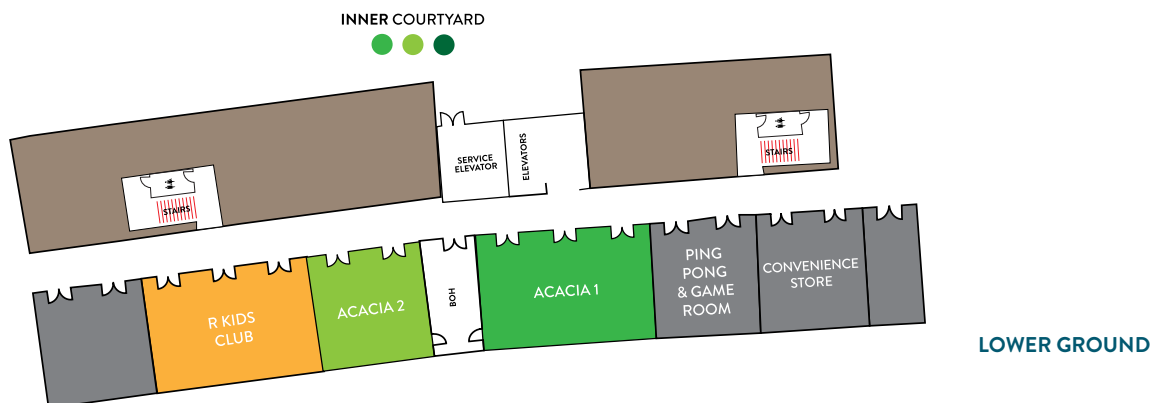 INNER COURTYARD
SERVICE
ELEVATOR
ELEVATORS
STAIRS
STAIRS
R KIDS
CLUB
ACACIA 2
BOH
ACACIA 1
PING
PONG
& GAME
ROOM
CONVENIENCE
STORE
LOWER GROUND